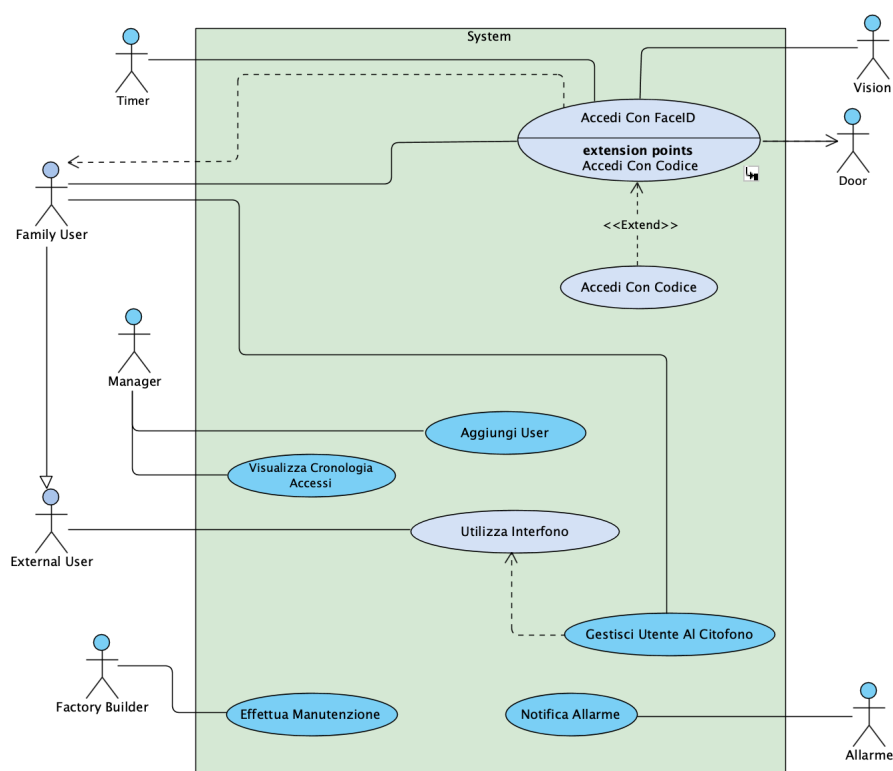 System
Timer
Vision
Accedi Con FaceID
extension points
Accedi Con Codice
Door
Family User
<<Extend>>
Accedi Con Codice
Manager
Aggiungi User
Visualizza Cronologia
Accessi
Utilizza Interfono
External User
Gestisci Utente Al Citofono
Factory Builder
Effettua Manutenzione
Notifica Allarme
Allarme